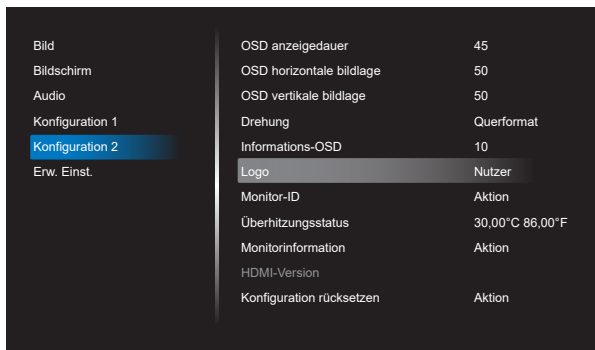 Bild
Bildschirm
Audio
Konfiguration 1
Konfiguration 2
Erw. Einst.
OSD anzeigedauer 45
OSD horizontale bildlage 50
OSD vertikale bildlage 50
Drehung Querformat
Informations-OSD 10
Logo Nutzer
Monitor-ID Aktion
Überhitzungsstatus 30,00°C 86,00°F
Monitorinformation Aktion
HDMI-Version
Konfiguration rücksetzen Aktion